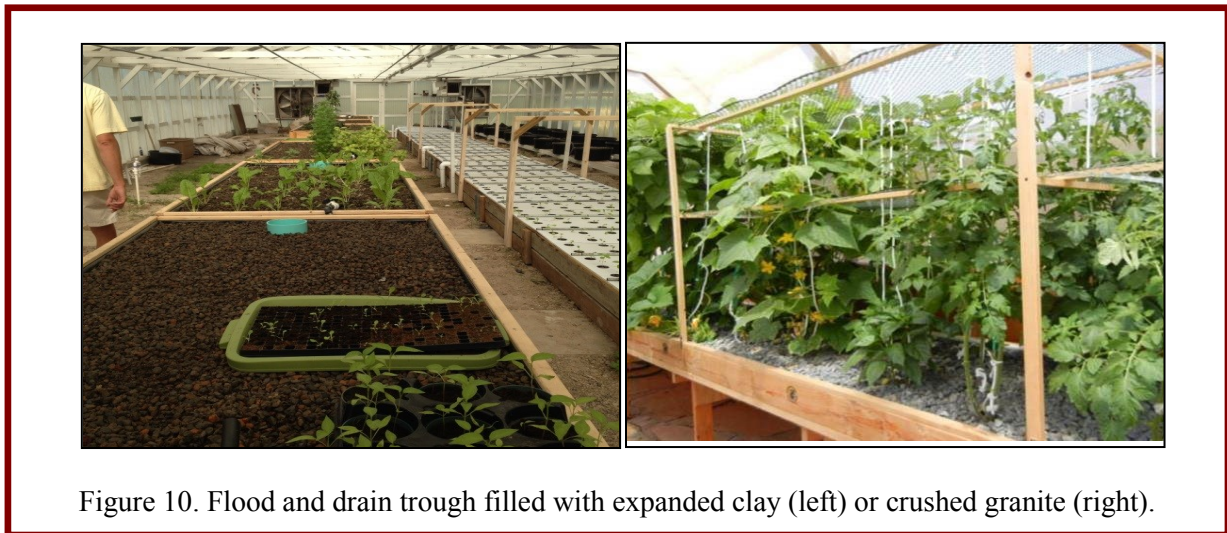 Figure 10. Flood and drain trough filled with expanded clay (left) or crushed granite (right).